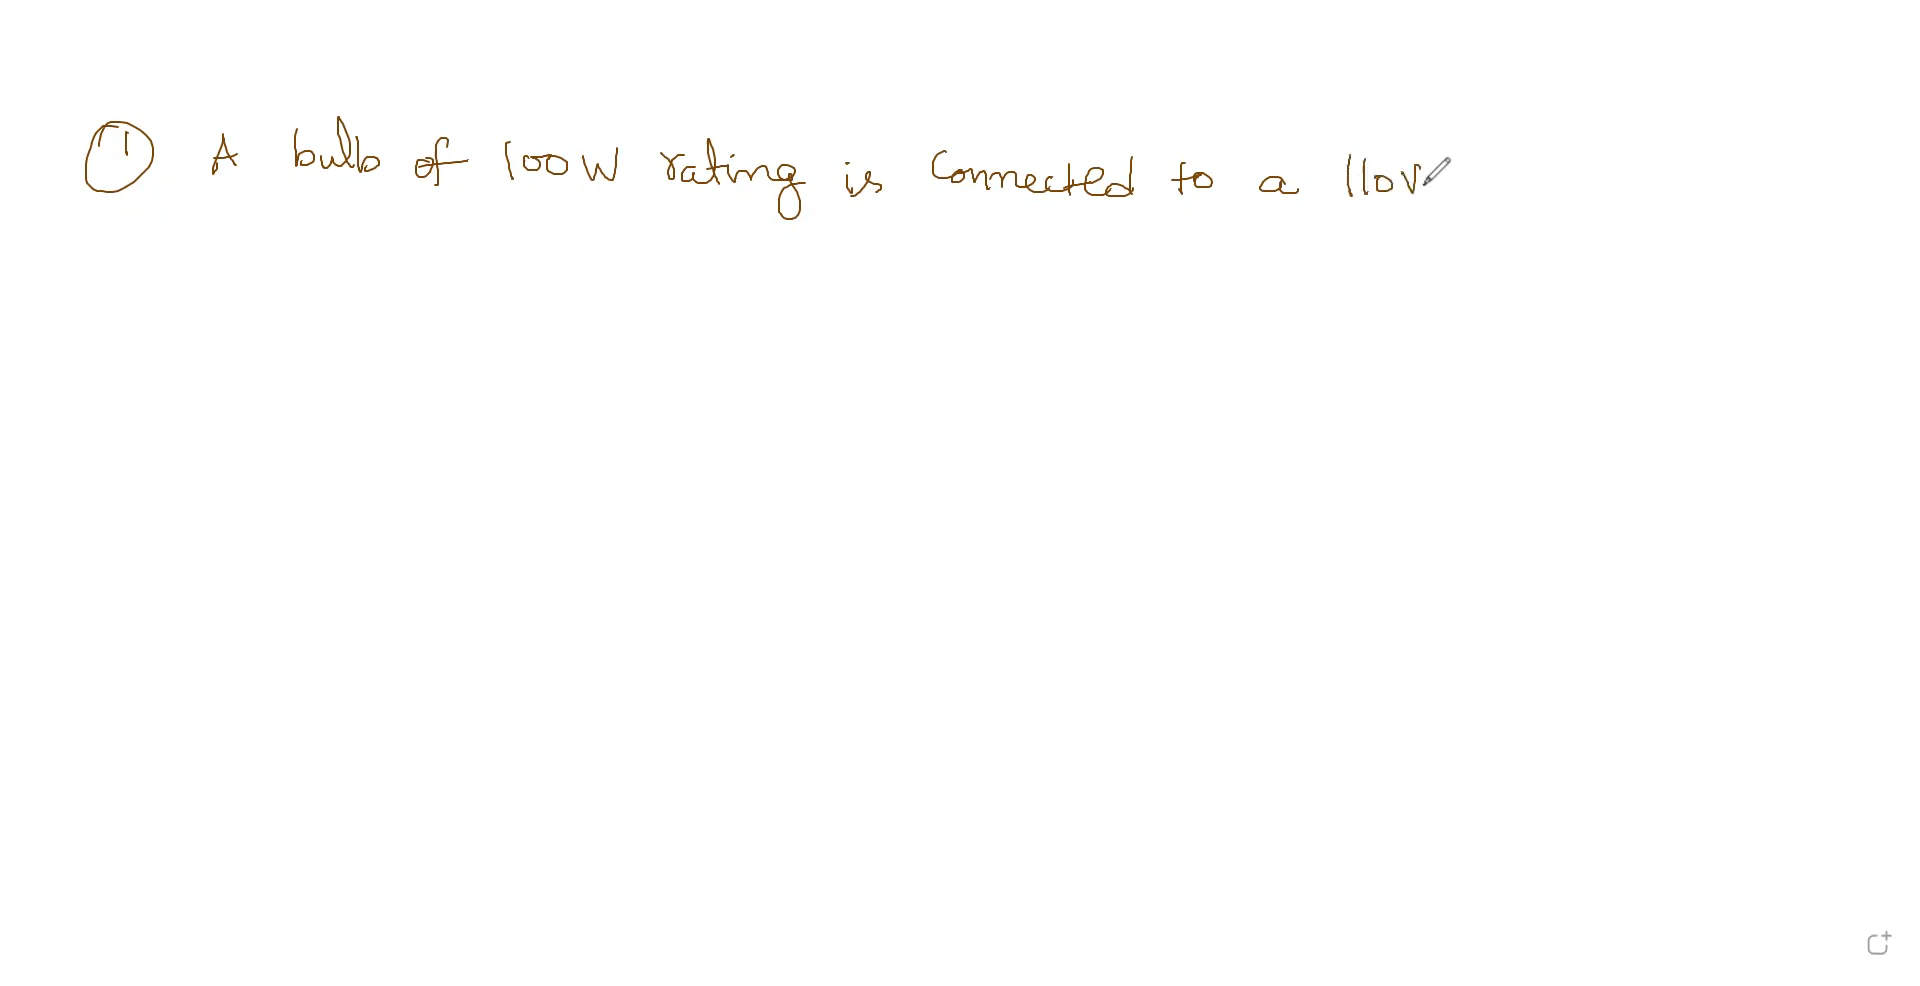 ① A bulb of 100W rating is connected to a 110V